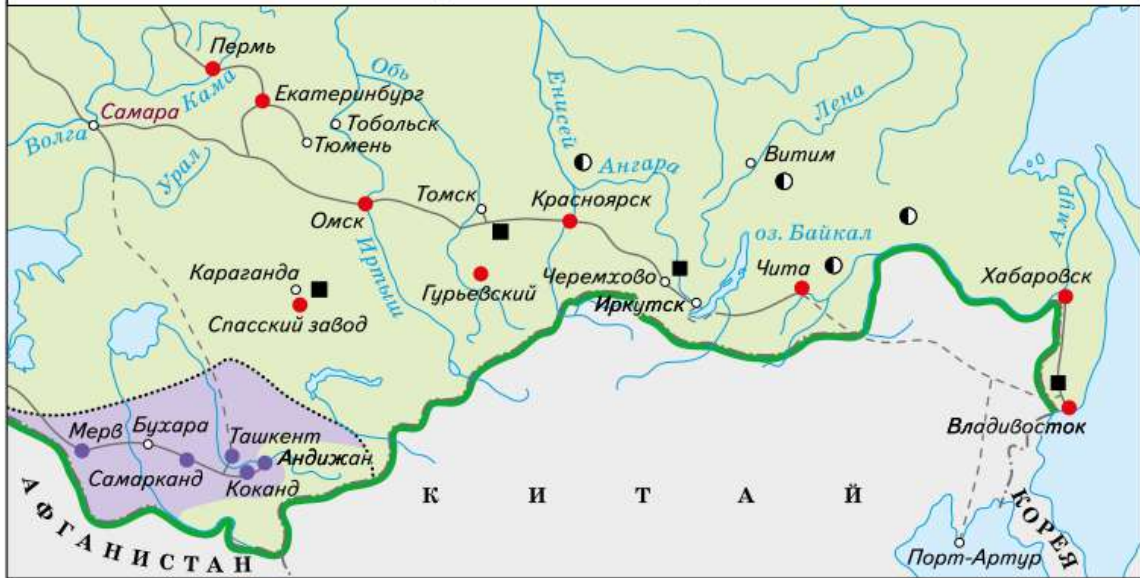 Пермь
Кама
Обь
Екатеринбург
Самара
Волга
Тобольск
Тюмень
Урал
Енисей
Лена
Ангара
Витим
Томск
Красноярск
Омск
Иртыш
оз. Байкал
Амур
Караганда
Спасский завод
Гурьевский
Черемхово
Иркутск
Чита
Хабаровск
Мерв
Бухара
Ташкент
Андижан
Самарканд
Коканд
Владивосток
АФГАНИСТАН
КИТАЙ
КОРЕЯ
Порт-Артур